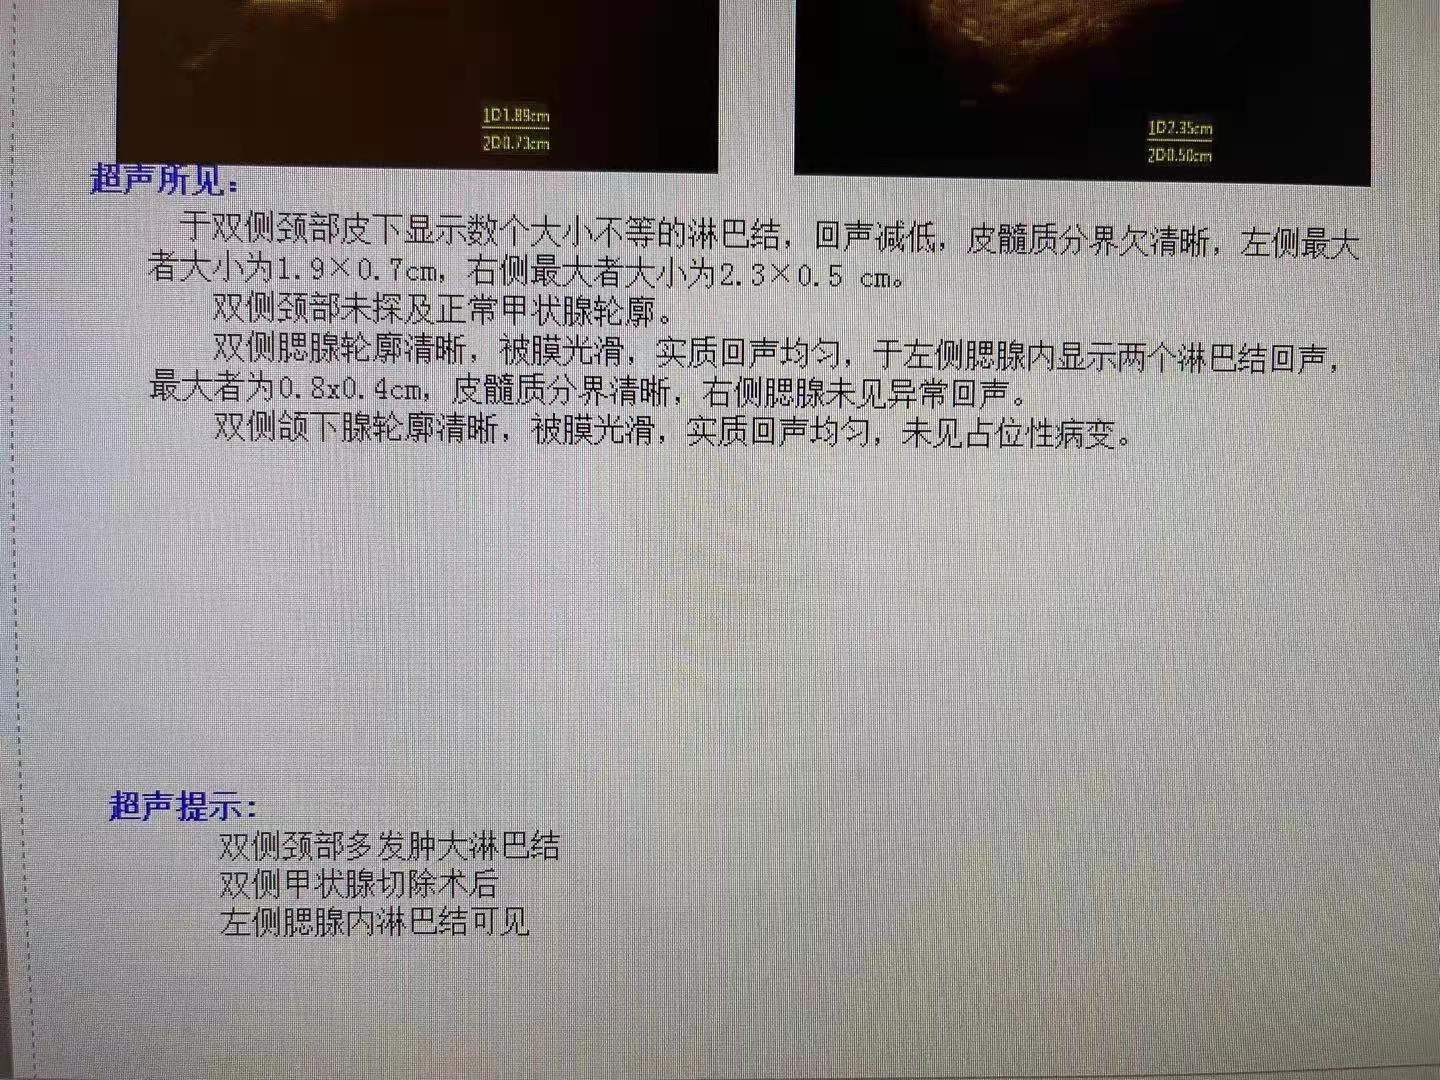 1D1.89cm
2D0.73cm
1D2.35cm
2D0.50cm
超声所见：
于双侧颈部皮下显示数个大小不等的淋巴结，回声减低，皮髓质分界欠清晰，左侧最大
者大小为1.9×0.7cm，右侧最大者大小为2.3×0.5 cm。
双侧颈部未探及正常甲状腺轮廓。
双侧腮腺轮廓清晰，被膜光滑，实质回声均匀，于左侧腮腺内显示两个淋巴结回声，
最大者为0.8x0.4cm，皮髓质分界清晰，右侧腮腺未见异常回声。
双侧颌下腺轮廓清晰，被膜光滑，实质回声均匀，未见占位性病变。
超声提示：
双侧颈部多发肿大淋巴结
双侧甲状腺切除术后
左侧腮腺内淋巴结可见